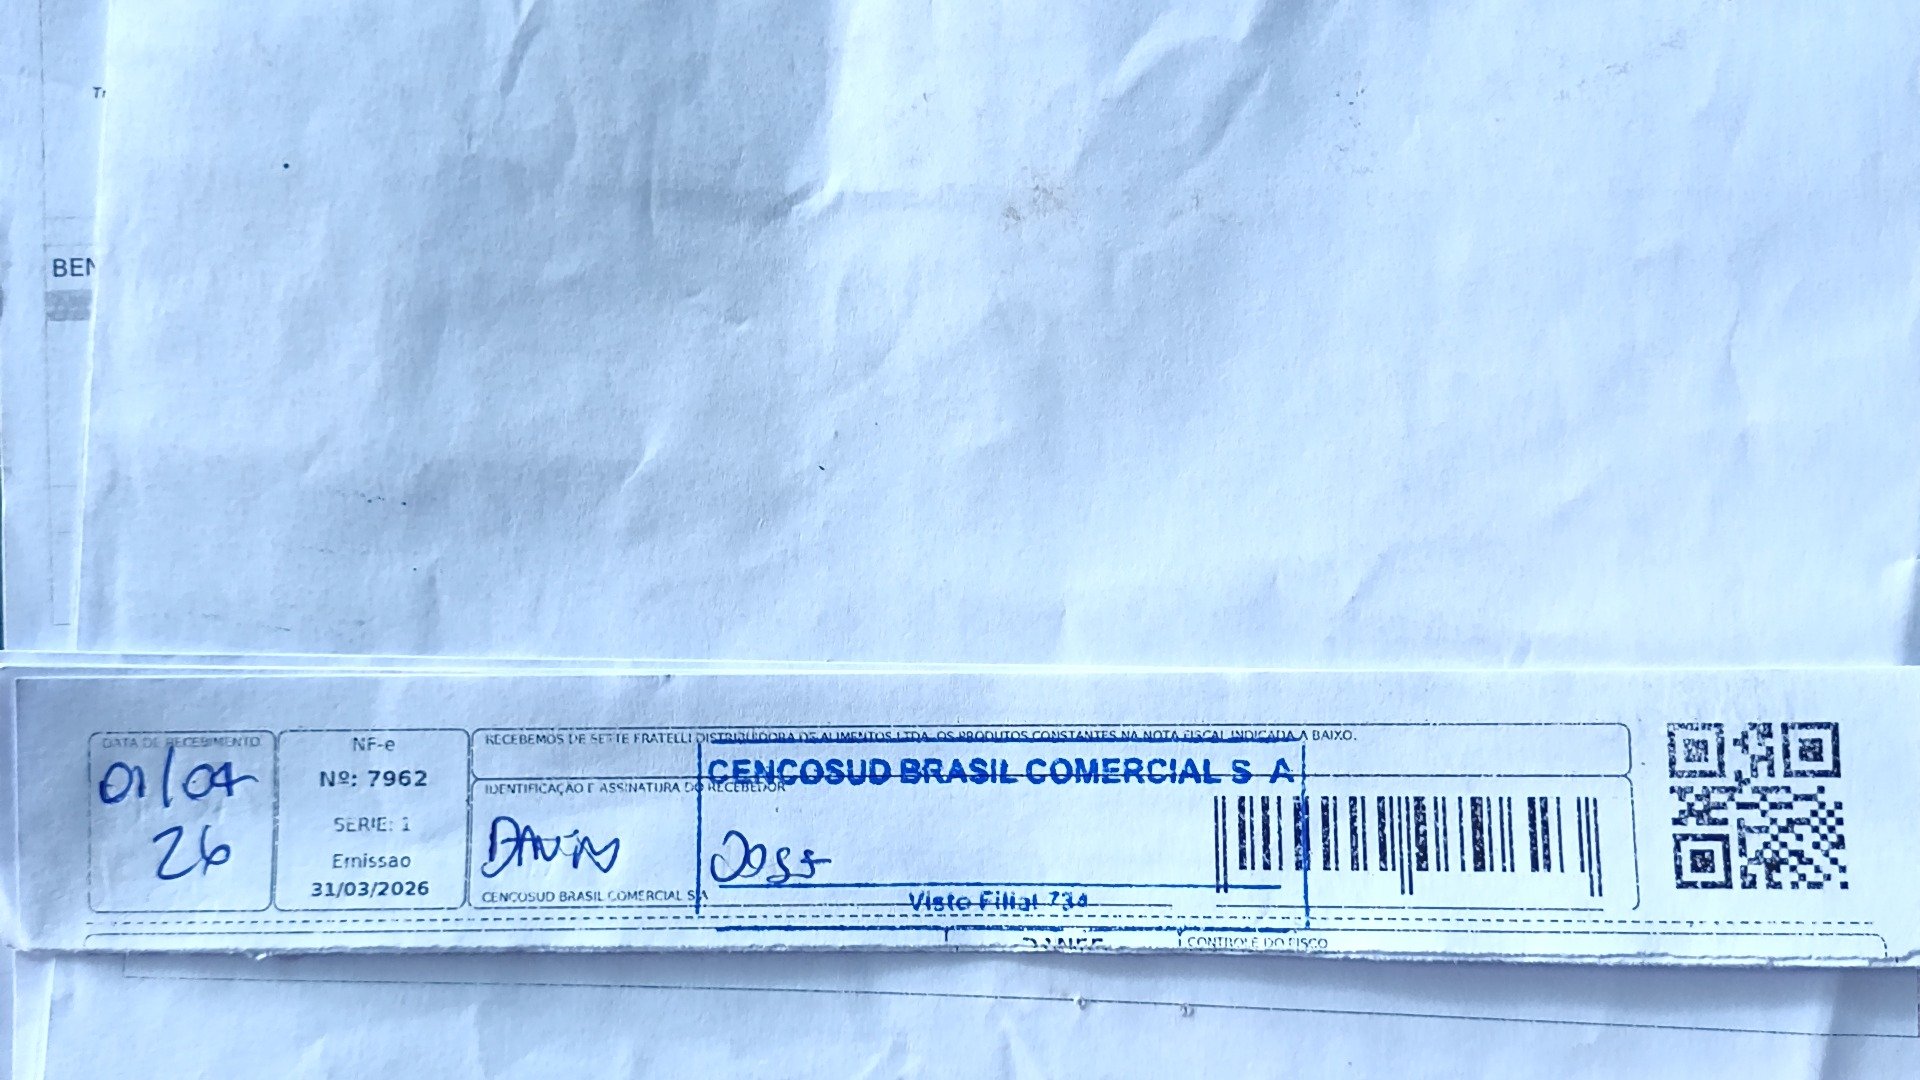 BEN
DATA DE RECEBIMENTO
01/04
26
NF-e
Nº: 7962
SERIE: 1
Emissao
31/03/2026
RECEBEMOS DE SETTE FRATELLI DISTRIBUIDORA DE ALIMENTOS LTDA. OS PRODUTOS CONSTANTES NA NOTA FISCAL INDICADA A BAIXO.
CENCOSUD BRASIL COMERCIAL S A
IDENTIFICAÇÃO E ASSINATURA DO RECEBEDOR
CENCOSUD BRASIL COMERCIAL S/A
Visto Filial
DANFE
CONTROLE DO FISCO